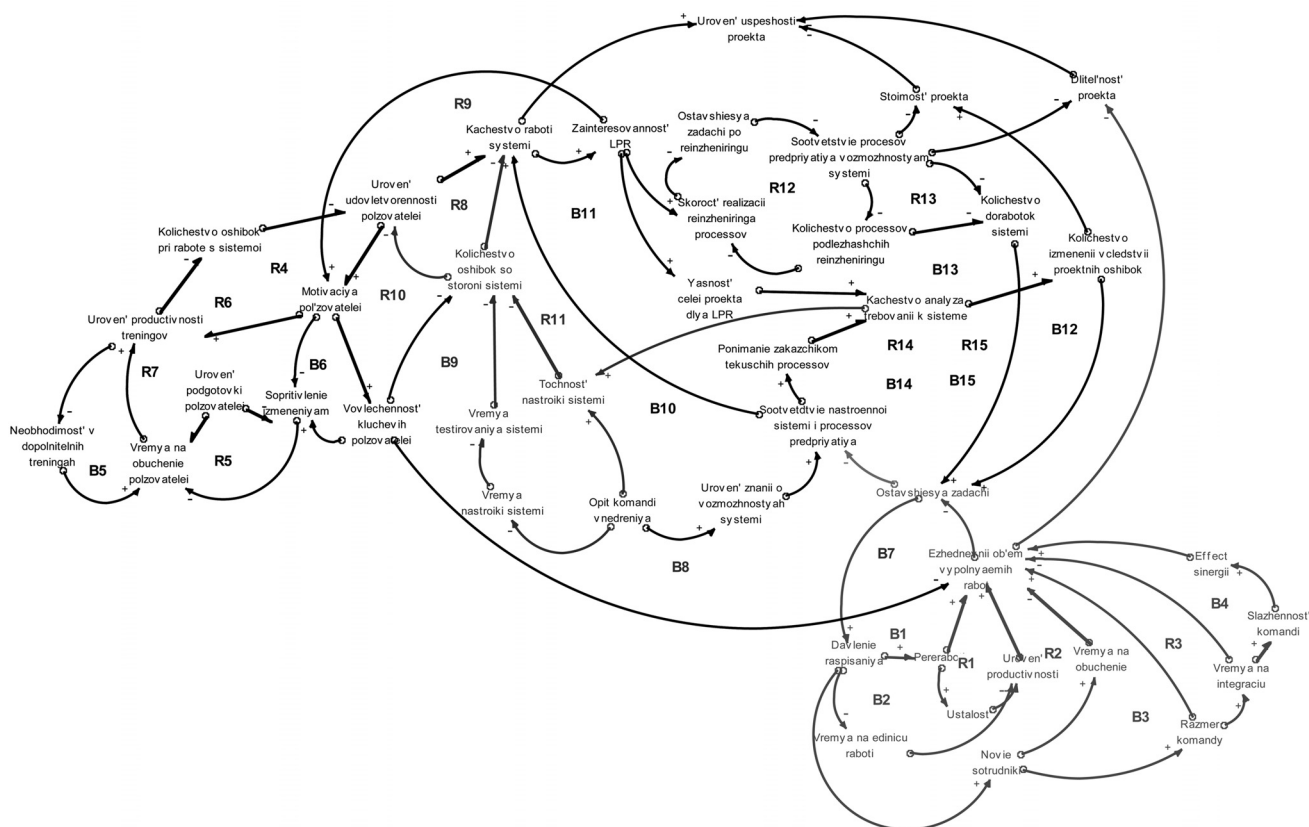 Uroven' uspeshosti
proekta
Dlitel'nost'
proekta
Stoimost' proekta
R9
Kachestvo raboti
systemi
Zainteresovannost'
LPR
Ostavshiesya
zadachi po
reinzheniringu
Sootvetstvie procesov
predpriyatiya vozmozhnostyam
systemi
Uroven'
udovletvorennosti
polzovatelei
R8
B11
R12
R13
Skoroct' realizacii
reinzheniringa
processov
Kolichestvo processov
podlezhashchih
reinzheniringu
Kolichestvo
dorabotok
sistemi
Kolichestvo
izmenenii vcledstvii
proektnih oshibok
Kolichestvo oshibok
pri rabote s sistemoi
R4
Kolichestvo
oshibok so
storoni sistemi
B13
R10
Motivaciya
pol'zovatelei
Yasnost'
celei proekta
dlya LPR
Kachestvo analyza
trebovanii k sisteme
R6
Uroven' productivnosti
treningov
R11
B12
Ponimanie zakazchikom
tekuschih processov
R14
R15
B6
B9
R7
Uroven'
podgotovki
polzovatelei
Sopritivlenie
izmeneniyam
Tochnost'
nastroiki sistemi
B14
B15
Vovlechennost'
kluchevih
polzovatelei
Vremya
testirovaniya sistemi
B10
Sootvetdtvie nastroennoi
sistemi i processov
predpriyatiya
Neobhodimost' v
dopolnitelnih
treningah
B5
Vremya na
obuchenie
polzovatelei
R5
Vremya
nastroiki sistemi
Opit komandi
vnedreniya
Uroven' znanii o
vozmozhnostyah
systemi
Ostavshiesya zadachi
B8
B7
Ezhednevnii ob'em
vypolnyaemih
rabo
Effect
sinergii
B4
Slazhennost'
komandi
B1
Davlenie
raspisaniya
Pererabo
R1
Uroven'
productivnosti
R2
Vremya na
obuchenie
R3
Vremya na
integraciu
B2
Ustalost'
B3
Razmer
komandy
Vremya na edinicu
raboti
Novie
sotrudniki